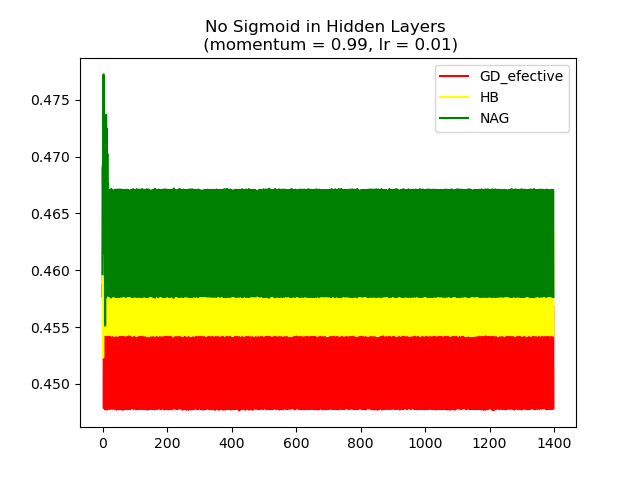 No Sigmoid in Hidden Layers
(momentum = 0.99, lr = 0.01)
GD_efective
HB
NAG
0.475
0.470
0.465
0.460
0.455
0.450
0 200 400 600 800 1000 1200 1400